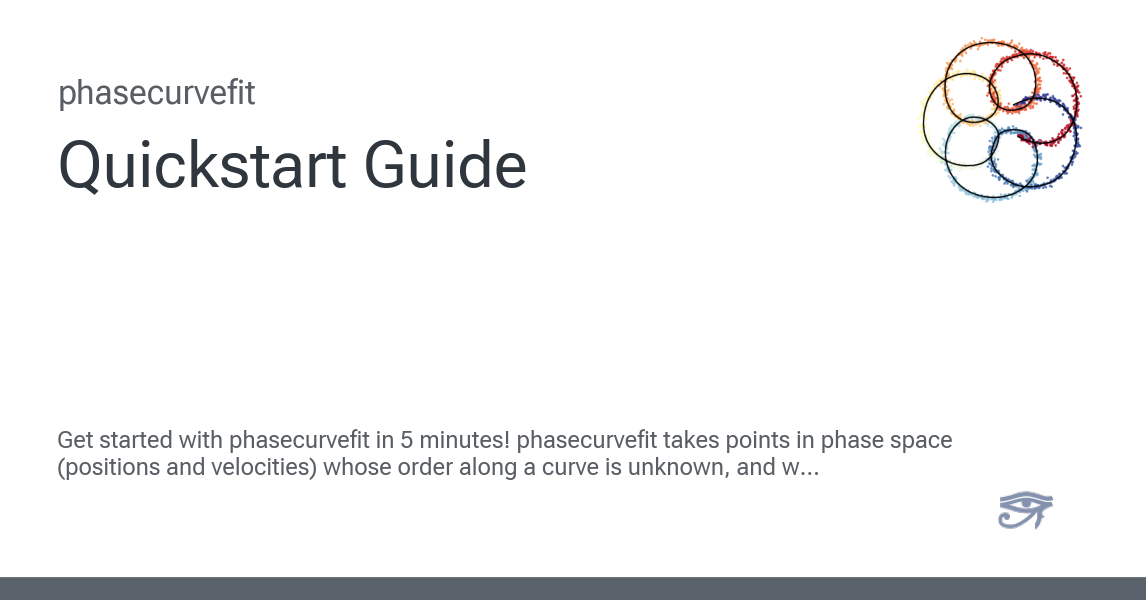 phasecurvefit
Quickstart Guide
Get started with phasecurvefit in 5 minutes! phasecurvefit takes points in phase space
(positions and velocities) whose order along a curve is unknown, and w...